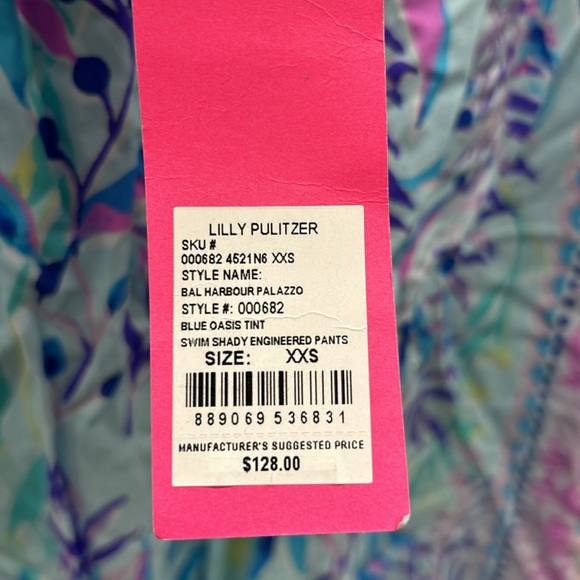 LILLY PULITZER
SKU #
000682 4521N6 XXS
STYLE NAME:
BAL HARBOUR PALAZZO
STYLE #: 000682
BLUE OASIS TINT
SWIM SHADY ENGINEERED PANTS
SIZE: XXS
889069 536831
MANUFACTURER'S SUGGESTED PRICE
$128.00